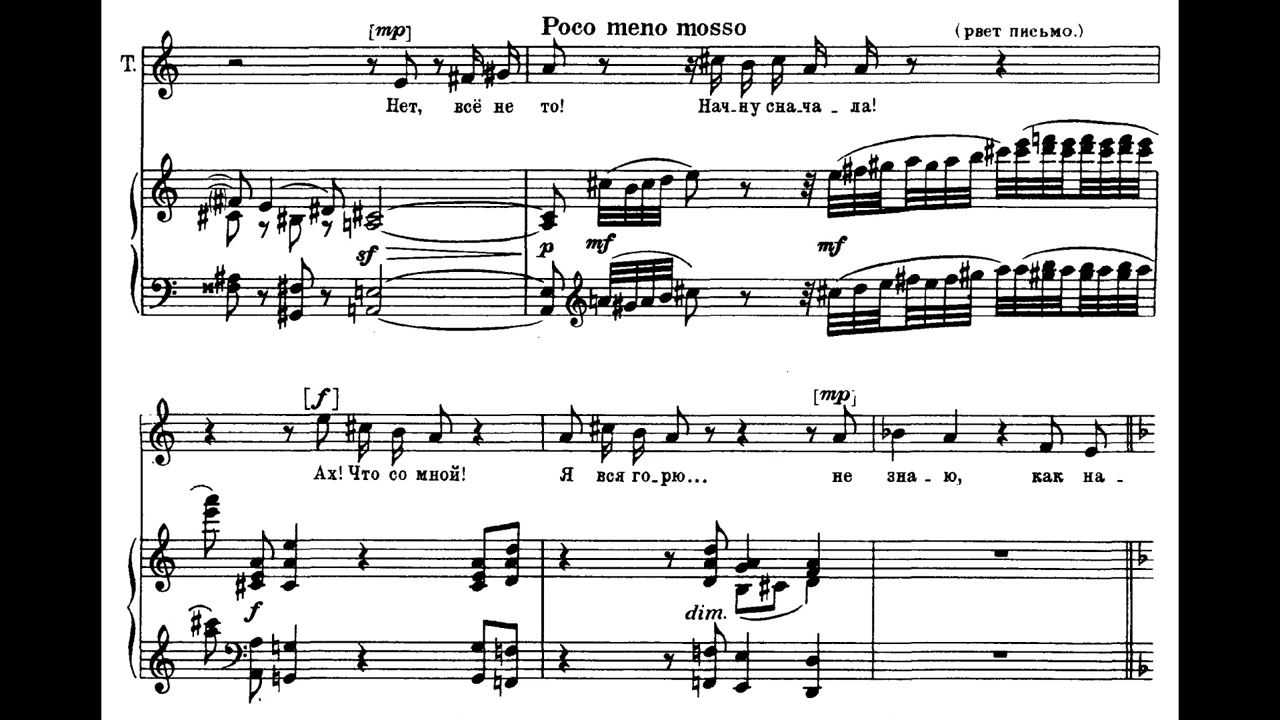 [mp] Poco meno mosso (рвет письмо.)
T.
Нет, всё не то! Нач-ну сна-ча-ла!
sf p mf mf
[f] [mp]
Ах! Что со мной! Я вся го-рю... не зна-ю, как на-
f dim.